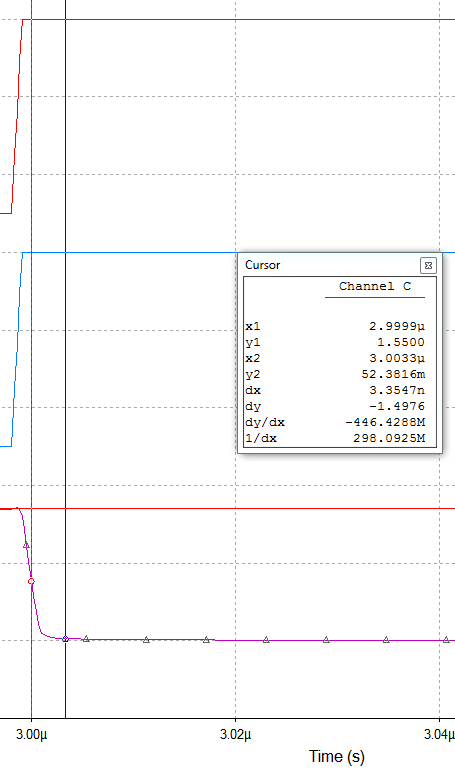 Cursor
Channel C
x1 2.9999µ
y1 1.5500
x2 3.0033µ
y2 52.3816m
dx 3.3547n
dy -1.4976
dy/dx -446.4288M
1/dx 298.0925M
3.00µ 3.02µ 3.04µ
Time (s)